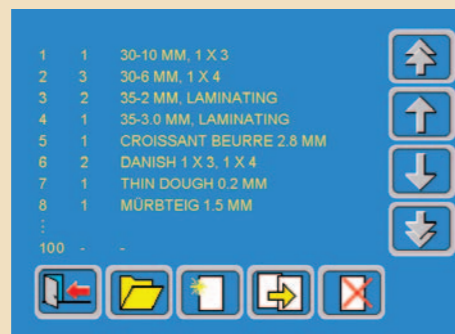 1 1 30-10 MM, 1 X 3
2 3 30-6 MM, 1 X 4
3 2 35-2 MM, LAMINATING
4 1 35-3.0 MM, LAMINATING
5 1 CROISSANT BEURRE 2.8 MM
6 2 DANISH 1 X 3, 1 X 4
7 1 THIN DOUGH 0.2 MM
8 1 MÜRBTEIG 1.5 MM
:
100 - -